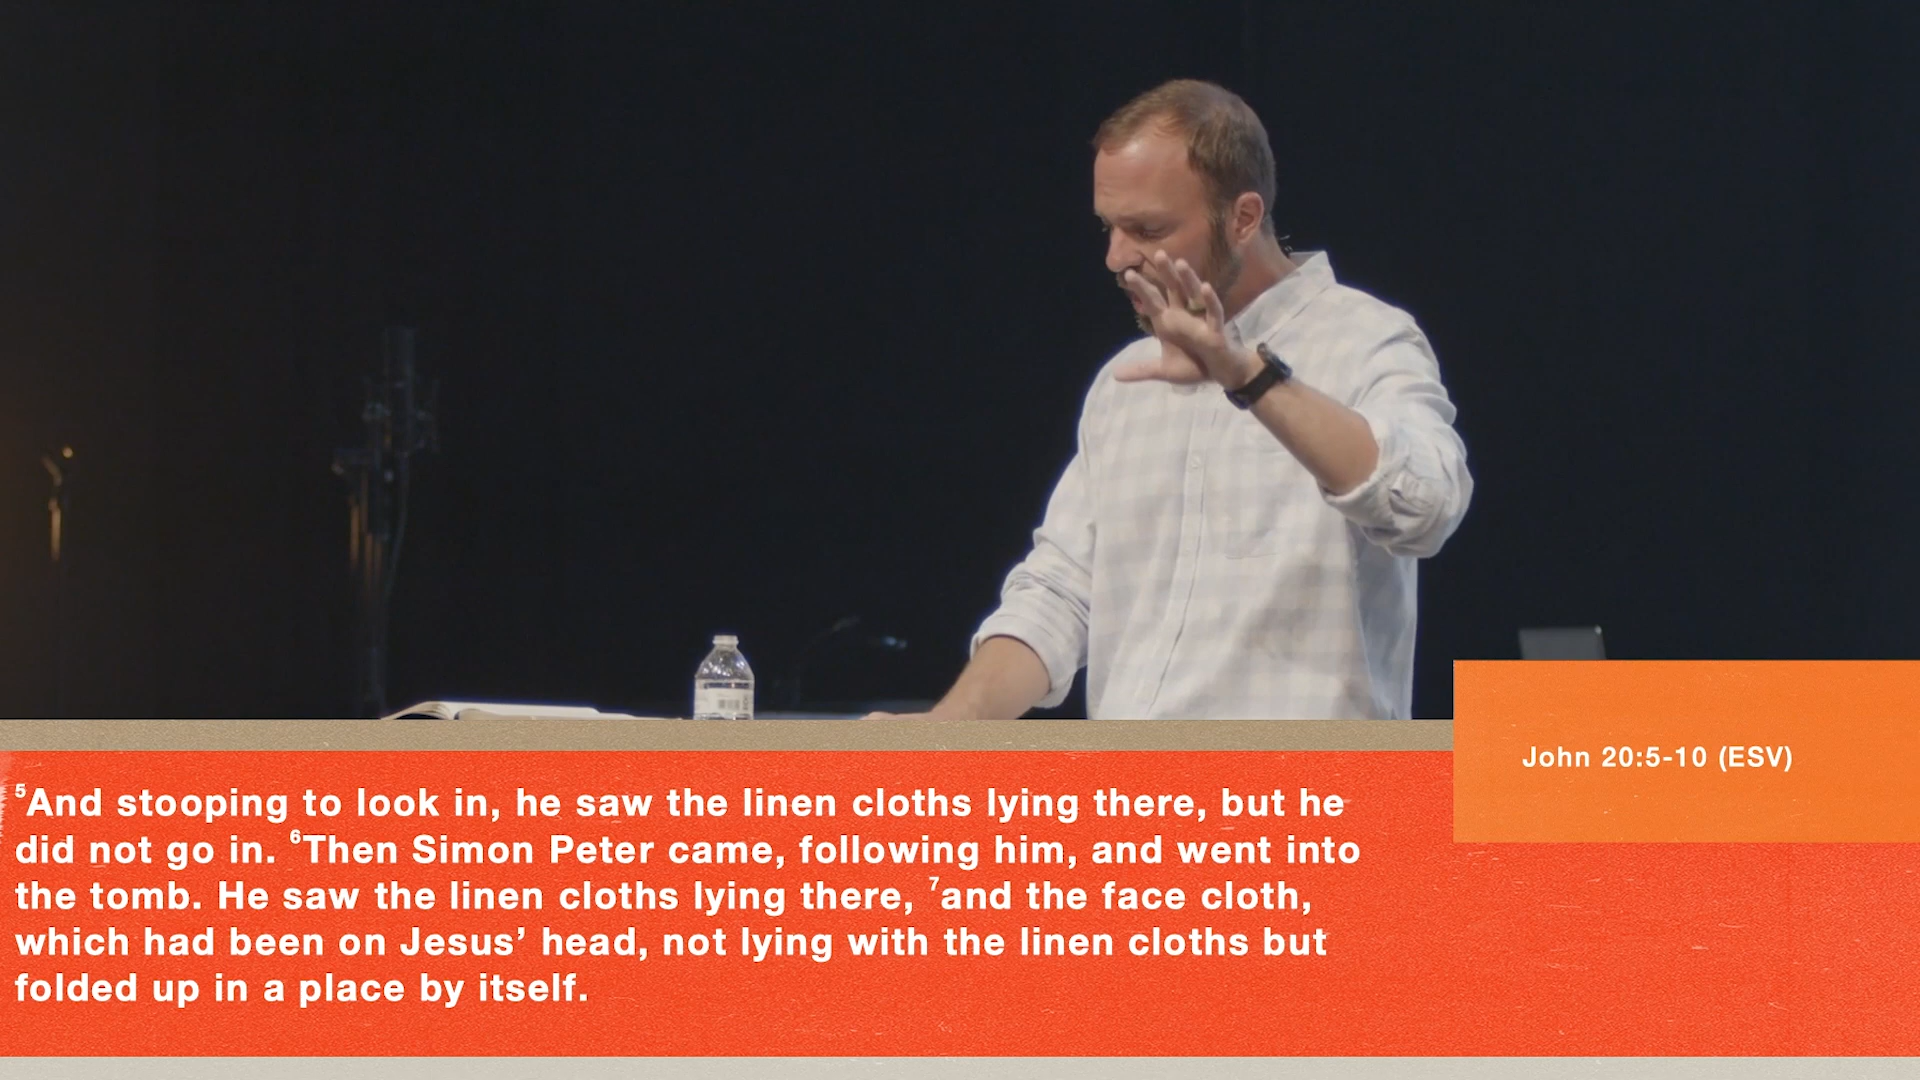 ⁵And stooping to look in, he saw the linen cloths lying there, but he
did not go in. ⁶Then Simon Peter came, following him, and went into
the tomb. He saw the linen cloths lying there, ⁷and the face cloth,
which had been on Jesus’ head, not lying with the linen cloths but
folded up in a place by itself.
John 20:5-10 (ESV)